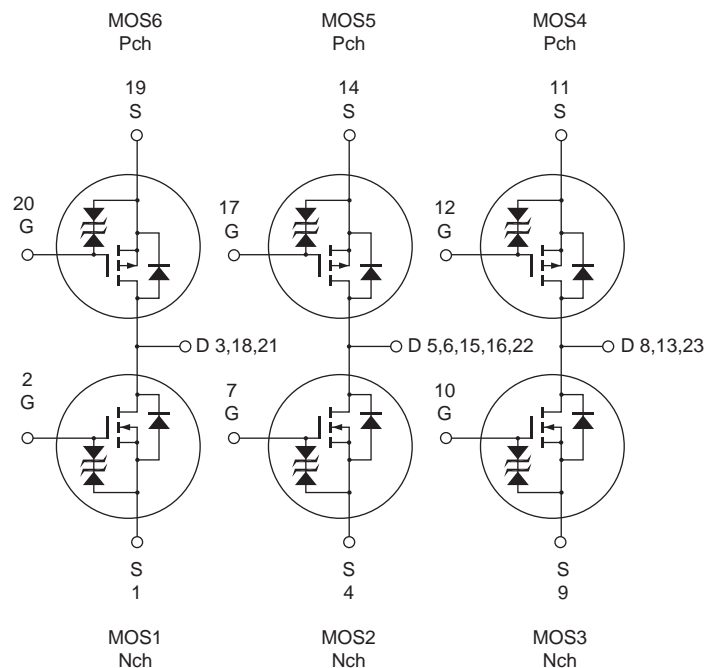 MOS6 MOS5 MOS4
Pch Pch Pch
19 14 11
S S S
20 17 12
G G G
D 3,18,21 D 5,6,15,16,22 D 8,13,23
2 7 10
G G G
S S S
1 4 9
MOS1 MOS2 MOS3
Nch Nch Nch